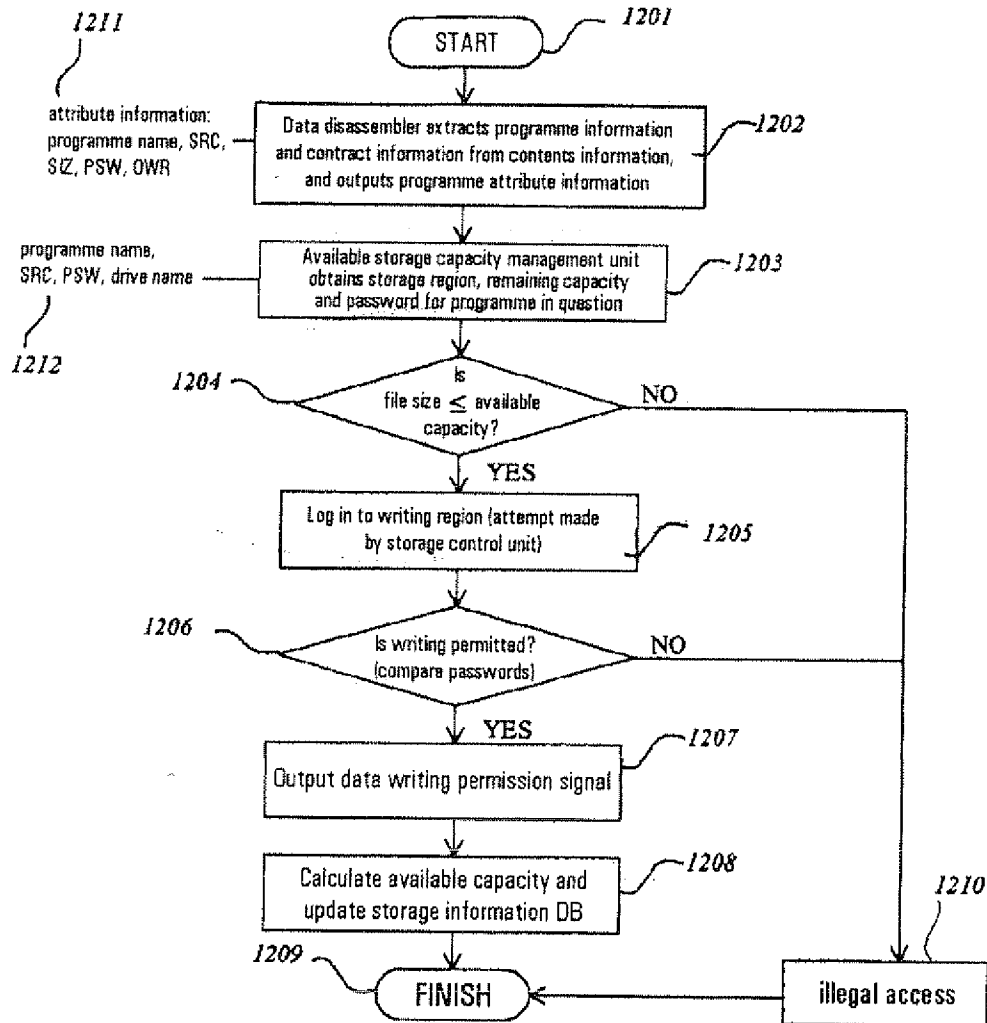 1211
1201
START
attribute information:
programme name, SRC,
SIZ, PSW, OWR
1202
Data disassembler extracts programme information
and contract information from contents information,
and outputs programme attribute information
programme name,
SRC, PSW, drive name
1212
1203
Available storage capacity management unit
obtains storage region, remaining capacity
and password for programme in question
1204
Is
file size ≤ available
capacity?
NO
YES
Log in to writing region (attempt made
by storage control unit)
1205
1206
Is writing permitted?
(compare passwords)
NO
YES
1207
Output data writing permission signal
1208
Calculate available capacity and
update storage information DB
1210
1209
FINISH
illegal access